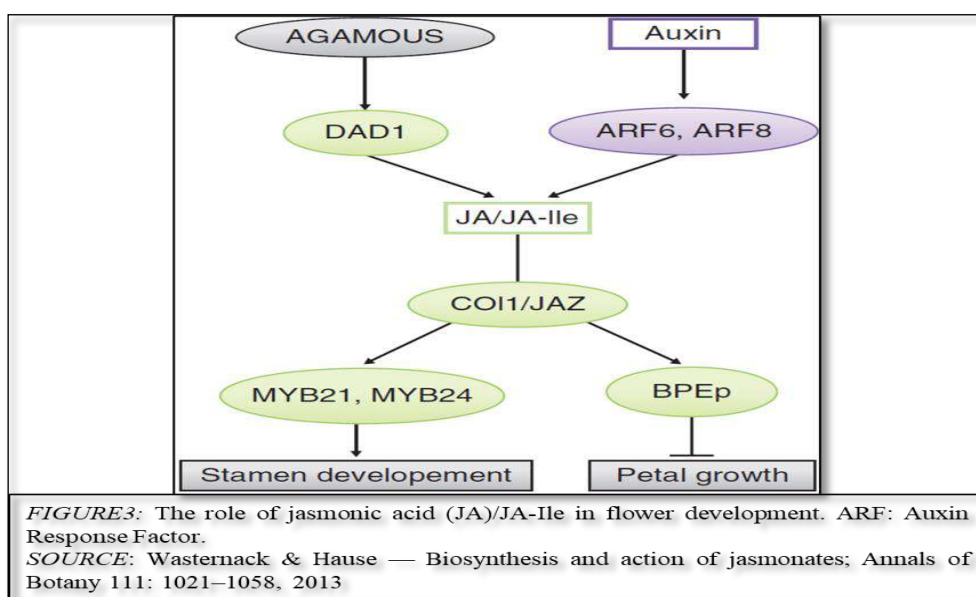 AGAMOUS
Auxin
DAD1
ARF6, ARF8
JA/JA-Ile
COI1/JAZ
MYB21, MYB24
BPEp
Stamen developement
Petal growth
FIGURE3: The role of jasmonic acid (JA)/JA-Ile in flower development. ARF: Auxin
Response Factor.
SOURCE: Wasternack & Hause — Biosynthesis and action of jasmonates; Annals of
Botany 111: 1021–1058, 2013